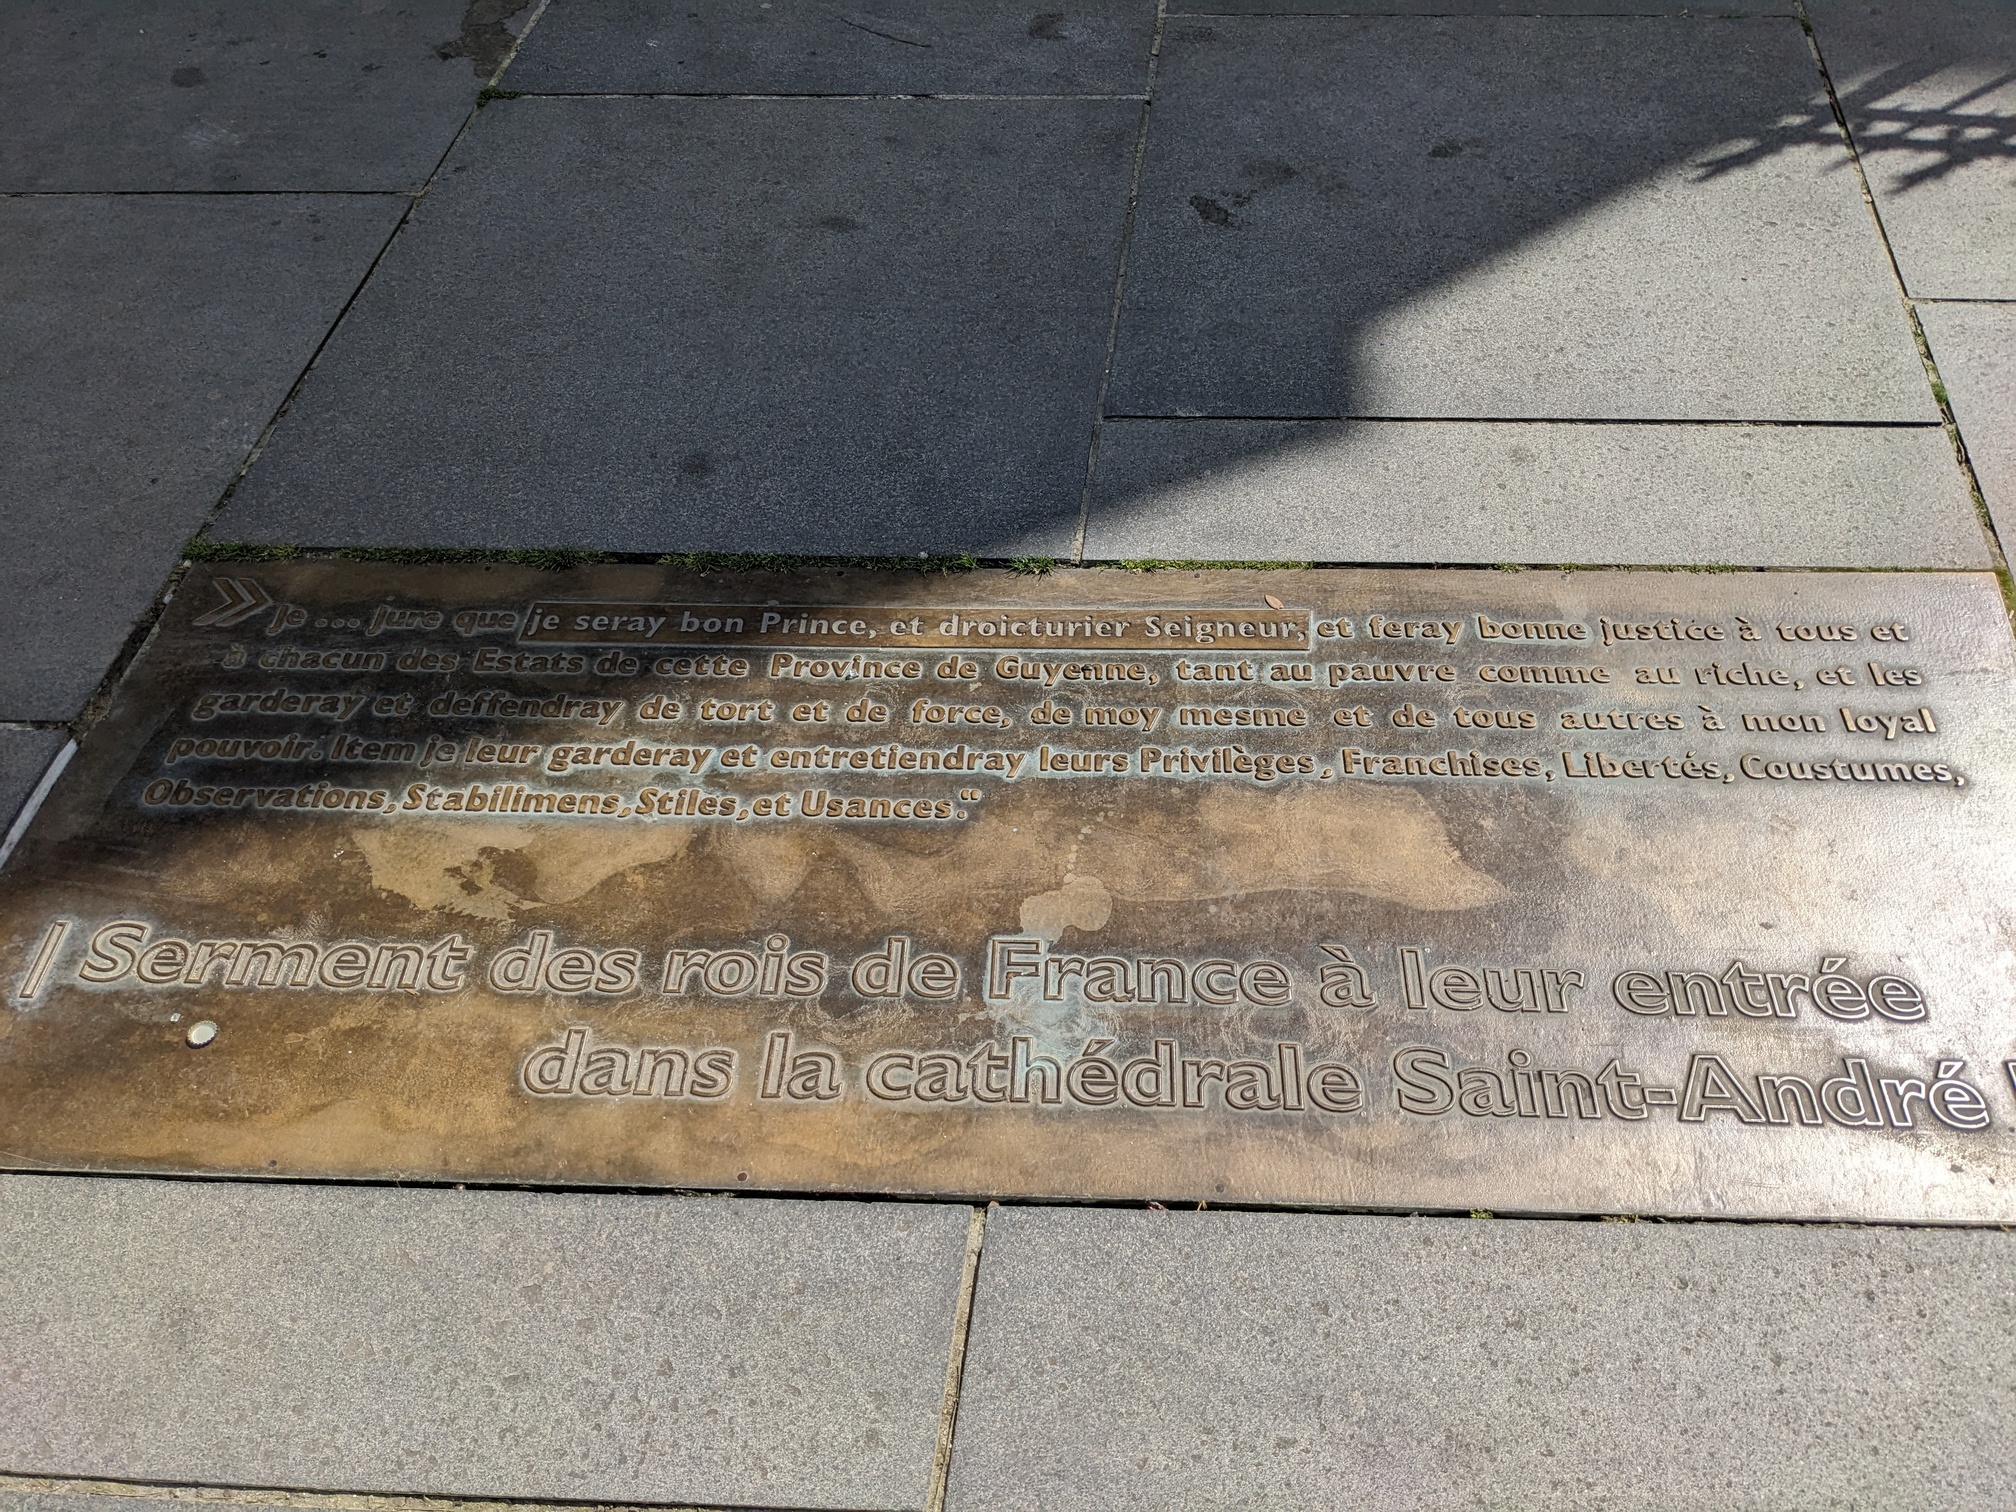 » Je ... jure que je seray bon Prince, et droicturier Seigneur, et feray bonne justice à tous et
à chacun des Estats de cette Province de Guyenne, tant au pauvre comme au riche, et les
garderay et deffendray de tort et de force, de moy mesme et de tous autres à mon loyal
pouvoir. Item je leur garderay et entretiendray leurs Privilèges, Franchises, Libertés, Coustumes,
Observations, Stabilimens, Stiles, et Usances."
| Serment des rois de France à leur entrée
dans la cathédrale Saint-André |